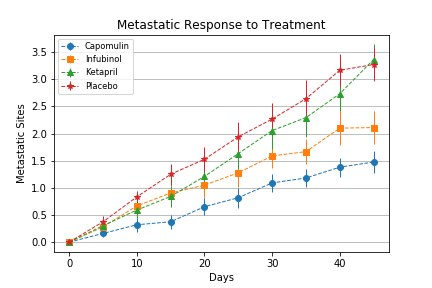 Metastatic Response to Treatment
Capomulin
Infubinol
Ketapril
Placebo
Metastatic Sites
3.5
3.0
2.5
2.0
1.5
1.0
0.5
0.0
0 10 20 30 40
Days